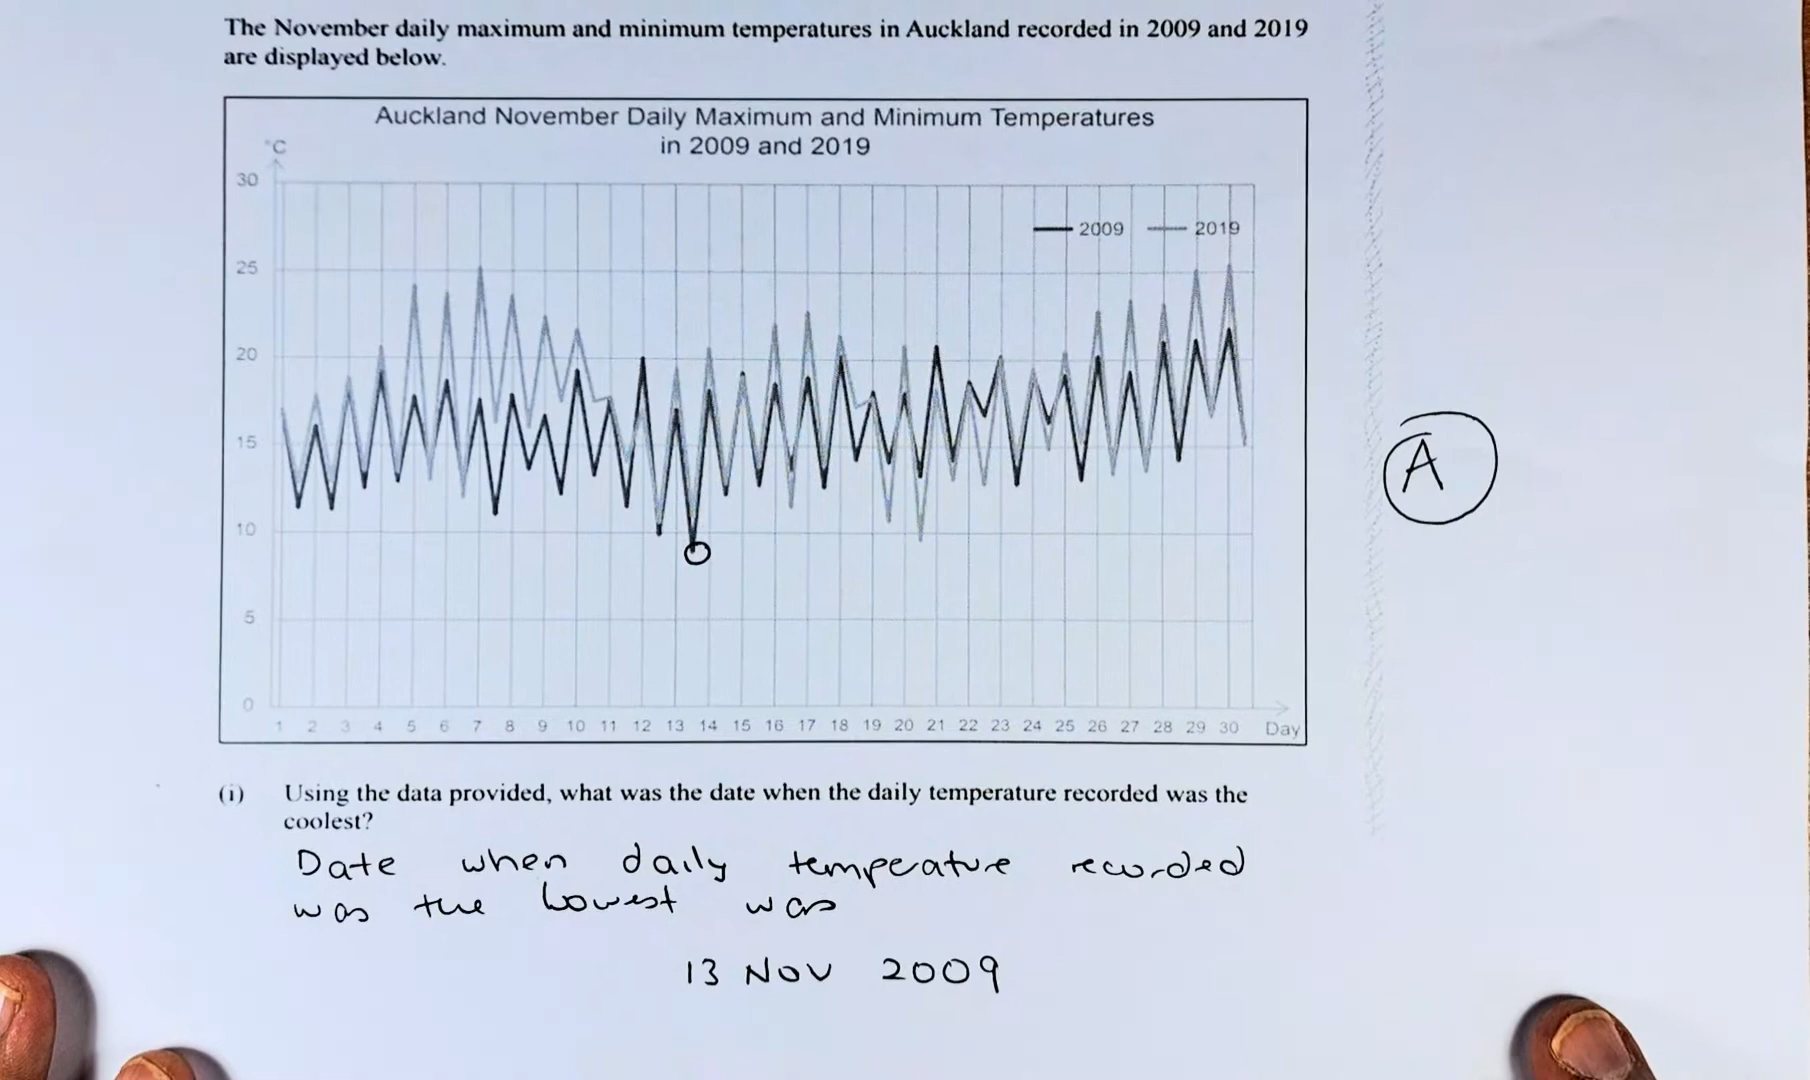 The November daily maximum and minimum temperatures in Auckland recorded in 2009 and 2019
are displayed below.
Auckland November Daily Maximum and Minimum Temperatures
in 2009 and 2019
°C
30
2009 2019
25
20
15
10
5
0
1 2 3 4 5 6 7 8 9 10 11 12 13 14 15 16 17 18 19 20 21 22 23 24 25 26 27 28 29 30 Day
A
(i) Using the data provided, what was the date when the daily temperature recorded was the
coolest?
Date when daily temperature recorded
was the lowest was
13 Nov 2009